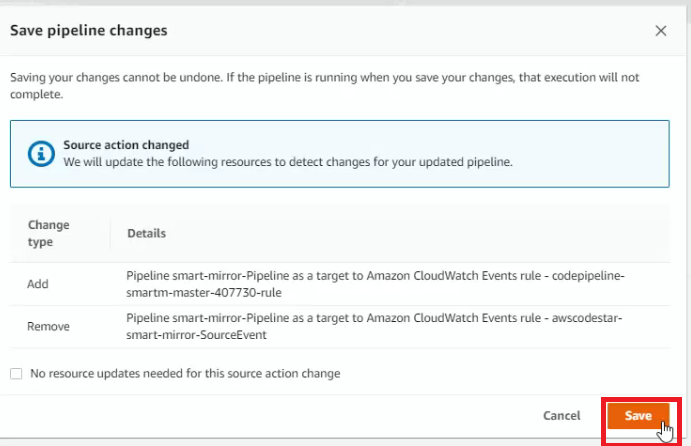 Save pipeline changes
Saving your changes cannot be undone. If the pipeline is running when you save your changes, that execution will not
complete.
Source action changed
We will update the following resources to detect changes for your updated pipeline.
Change
type
Details
Add
Pipeline smart-mirror-Pipeline as a target to Amazon CloudWatch Events rule - codepipeline-
smartm-master-407730-rule
Remove
Pipeline smart-mirror-Pipeline as a target to Amazon CloudWatch Events rule - awscodestar-
smart-mirror-SourceEvent
No resource updates needed for this source action change
Cancel Save